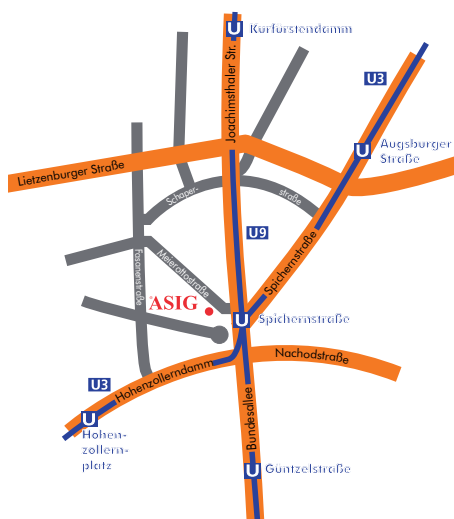 U Kurfürstendamm
Joachimsthaler Str.
U3
U Augsburger
Straße
Lietzenburger Straße
Schaper-
straße
U9
Fasanenstraße
Meierottostraße
Spichernstraße
ASIG
U Spichernstraße
Nachodstraße
Hohenzollerndamm
U3
U
Hohen-
zollern-
platz
Bundesallee
U Güntzelstraße